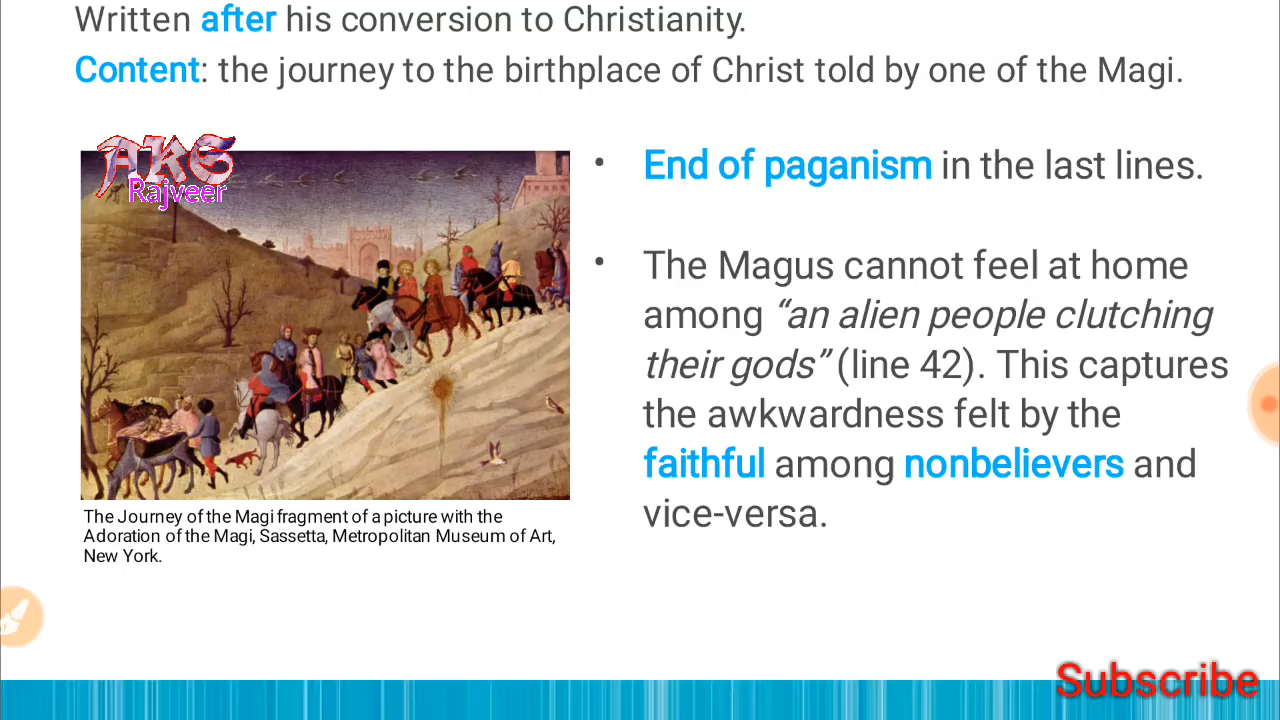 Written after his conversion to Christianity.
Content: the journey to the birthplace of Christ told by one of the Magi.
AKS
Rajveer
• End of paganism in the last lines.
• The Magus cannot feel at home
among “an alien people clutching
their gods” (line 42). This captures
the awkwardness felt by the
faithful among nonbelievers and
vice-versa.
The Journey of the Magi fragment of a picture with the
Adoration of the Magi, Sassetta, Metropolitan Museum of Art,
New York.
Subscribe